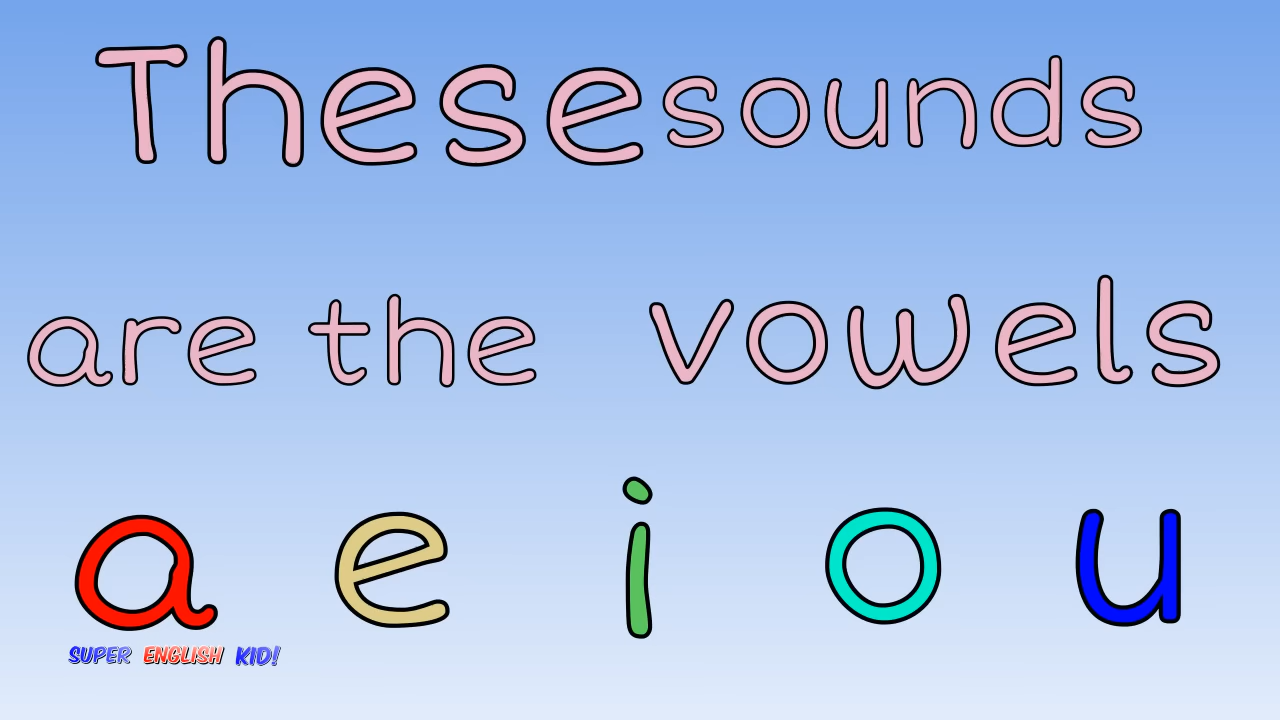 These sounds
are the vowels
a e i o u
SUPER ENGLISH KID!